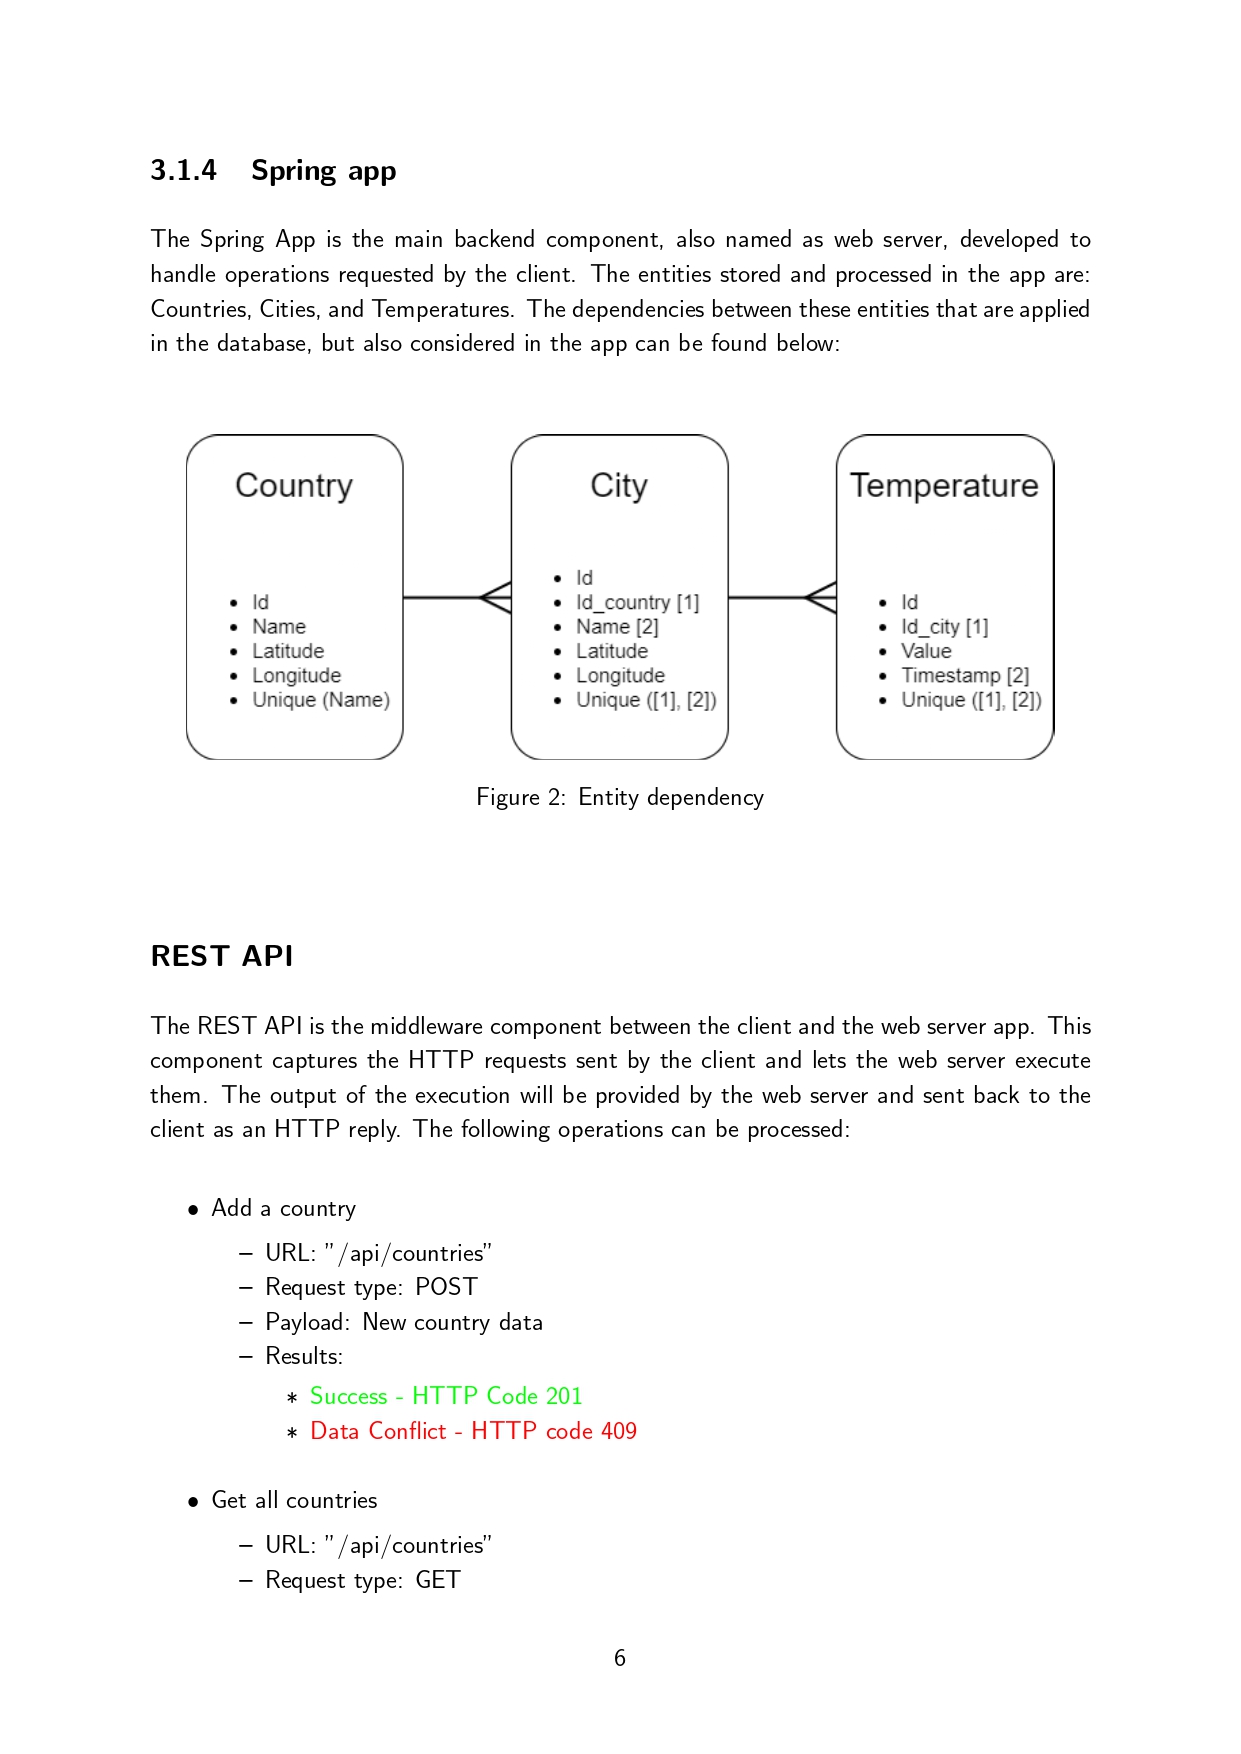 3.1.4 Spring app
The Spring App is the main backend component, also named as web server, developed to
handle operations requested by the client. The entities stored and processed in the app are:
Countries, Cities, and Temperatures. The dependencies between these entities that are applied
in the database, but also considered in the app can be found below:
Country
• Id
• Name
• Latitude
• Longitude
• Unique (Name)
City
• Id
• Id_country [1]
• Name [2]
• Latitude
• Longitude
• Unique ([1], [2])
Temperature
• Id
• Id_city [1]
• Value
• Timestamp [2]
• Unique ([1], [2])
Figure 2: Entity dependency
REST API
The REST API is the middleware component between the client and the web server app. This
component captures the HTTP requests sent by the client and lets the web server execute
them. The output of the execution will be provided by the web server and sent back to the
client as an HTTP reply. The following operations can be processed:
• Add a country
– URL: ”/api/countries”
– Request type: POST
– Payload: New country data
– Results:
* Success - HTTP Code 201
* Data Conflict - HTTP code 409
• Get all countries
– URL: ”/api/countries”
– Request type: GET
6